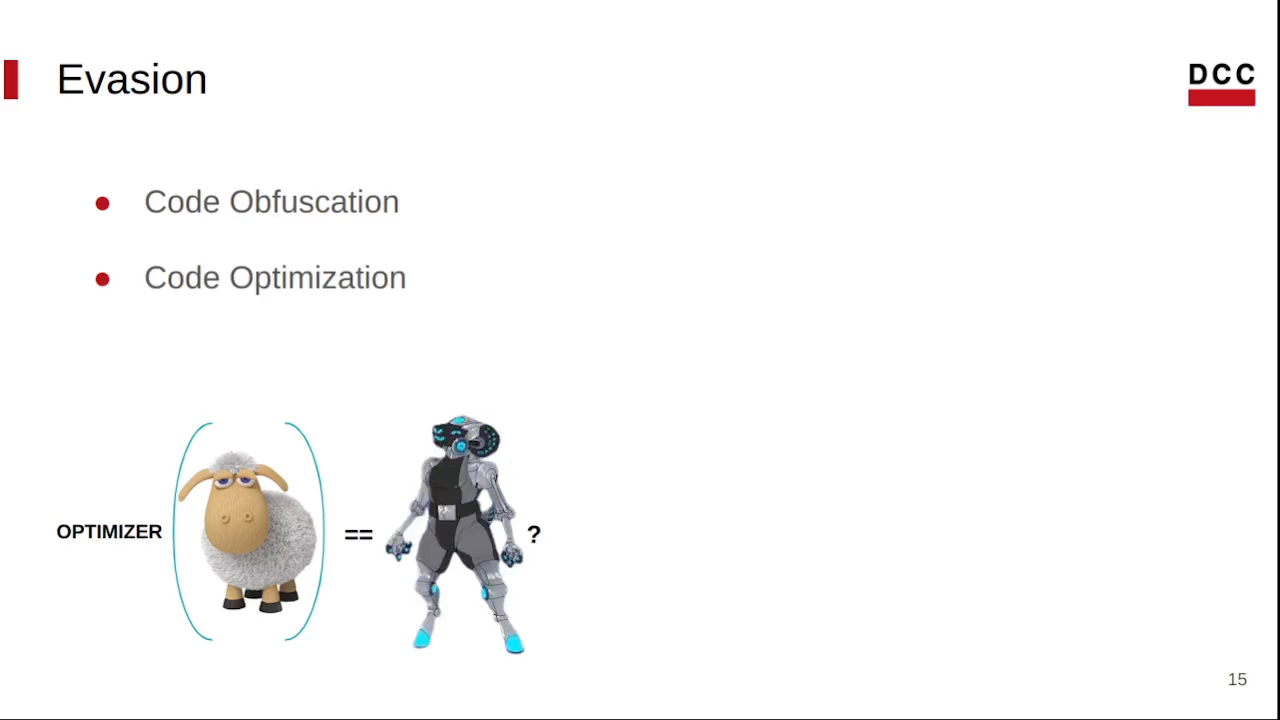 Evasion
DCC
Code Obfuscation
Code Optimization
OPTIMIZER
==
?
15